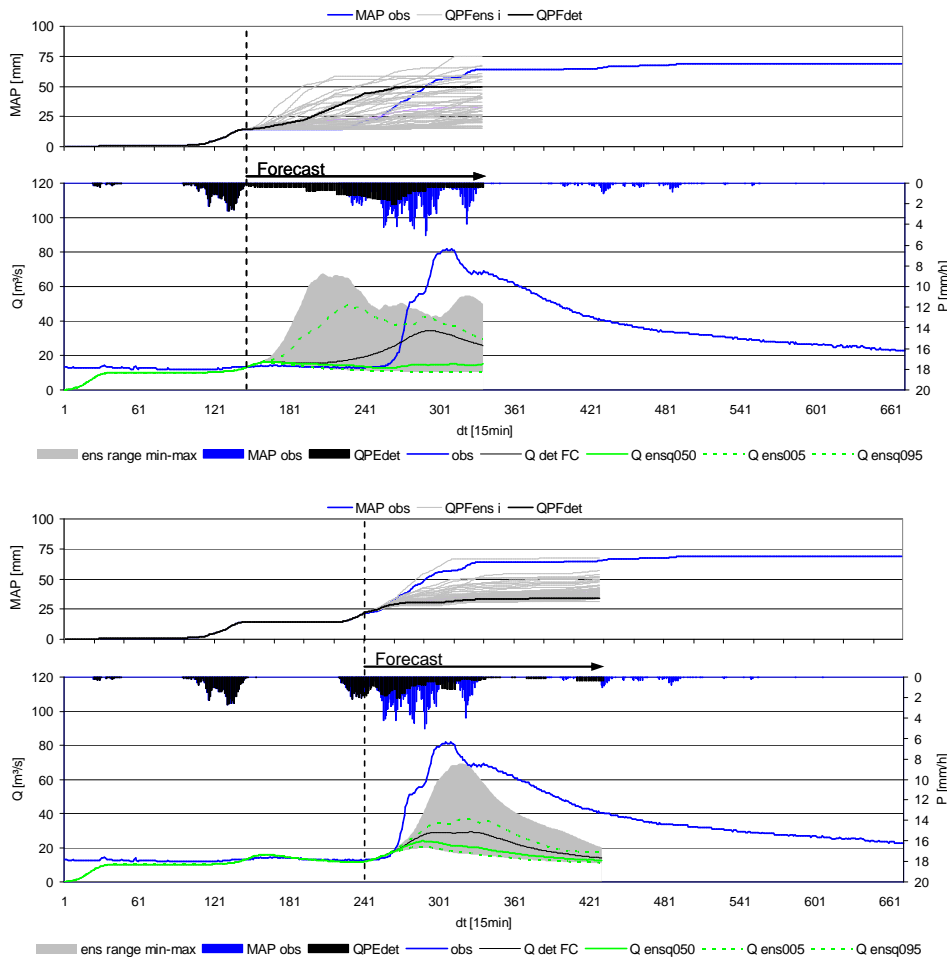 MAP obs QPFens i QPFdet
100
75
50
25
0
MAP [mm]
Forecast
120
100
80
60
40
20
0
Q [m³/s]
0
2
4
6
8
10
12
14
16
18
20
P [mm/h]
1 61 121 181 241 301 361 421 481 541 601 661
dt [15min]
ens range min-max MAP obs QPEdet obs Q det FC Q ensq050 Q ens005 Q ensq095
MAP obs QPFens i QPFdet
100
75
50
25
0
MAP [mm]
Forecast
120
100
80
60
40
20
0
Q [m³/s]
0
2
4
6
8
10
12
14
16
18
20
P [mm/h]
1 61 121 181 241 301 361 421 481 541 601 661
dt [15min]
ens range min-max MAP obs QPEdet obs Q det FC Q ensq050 Q ens005 Q ensq095